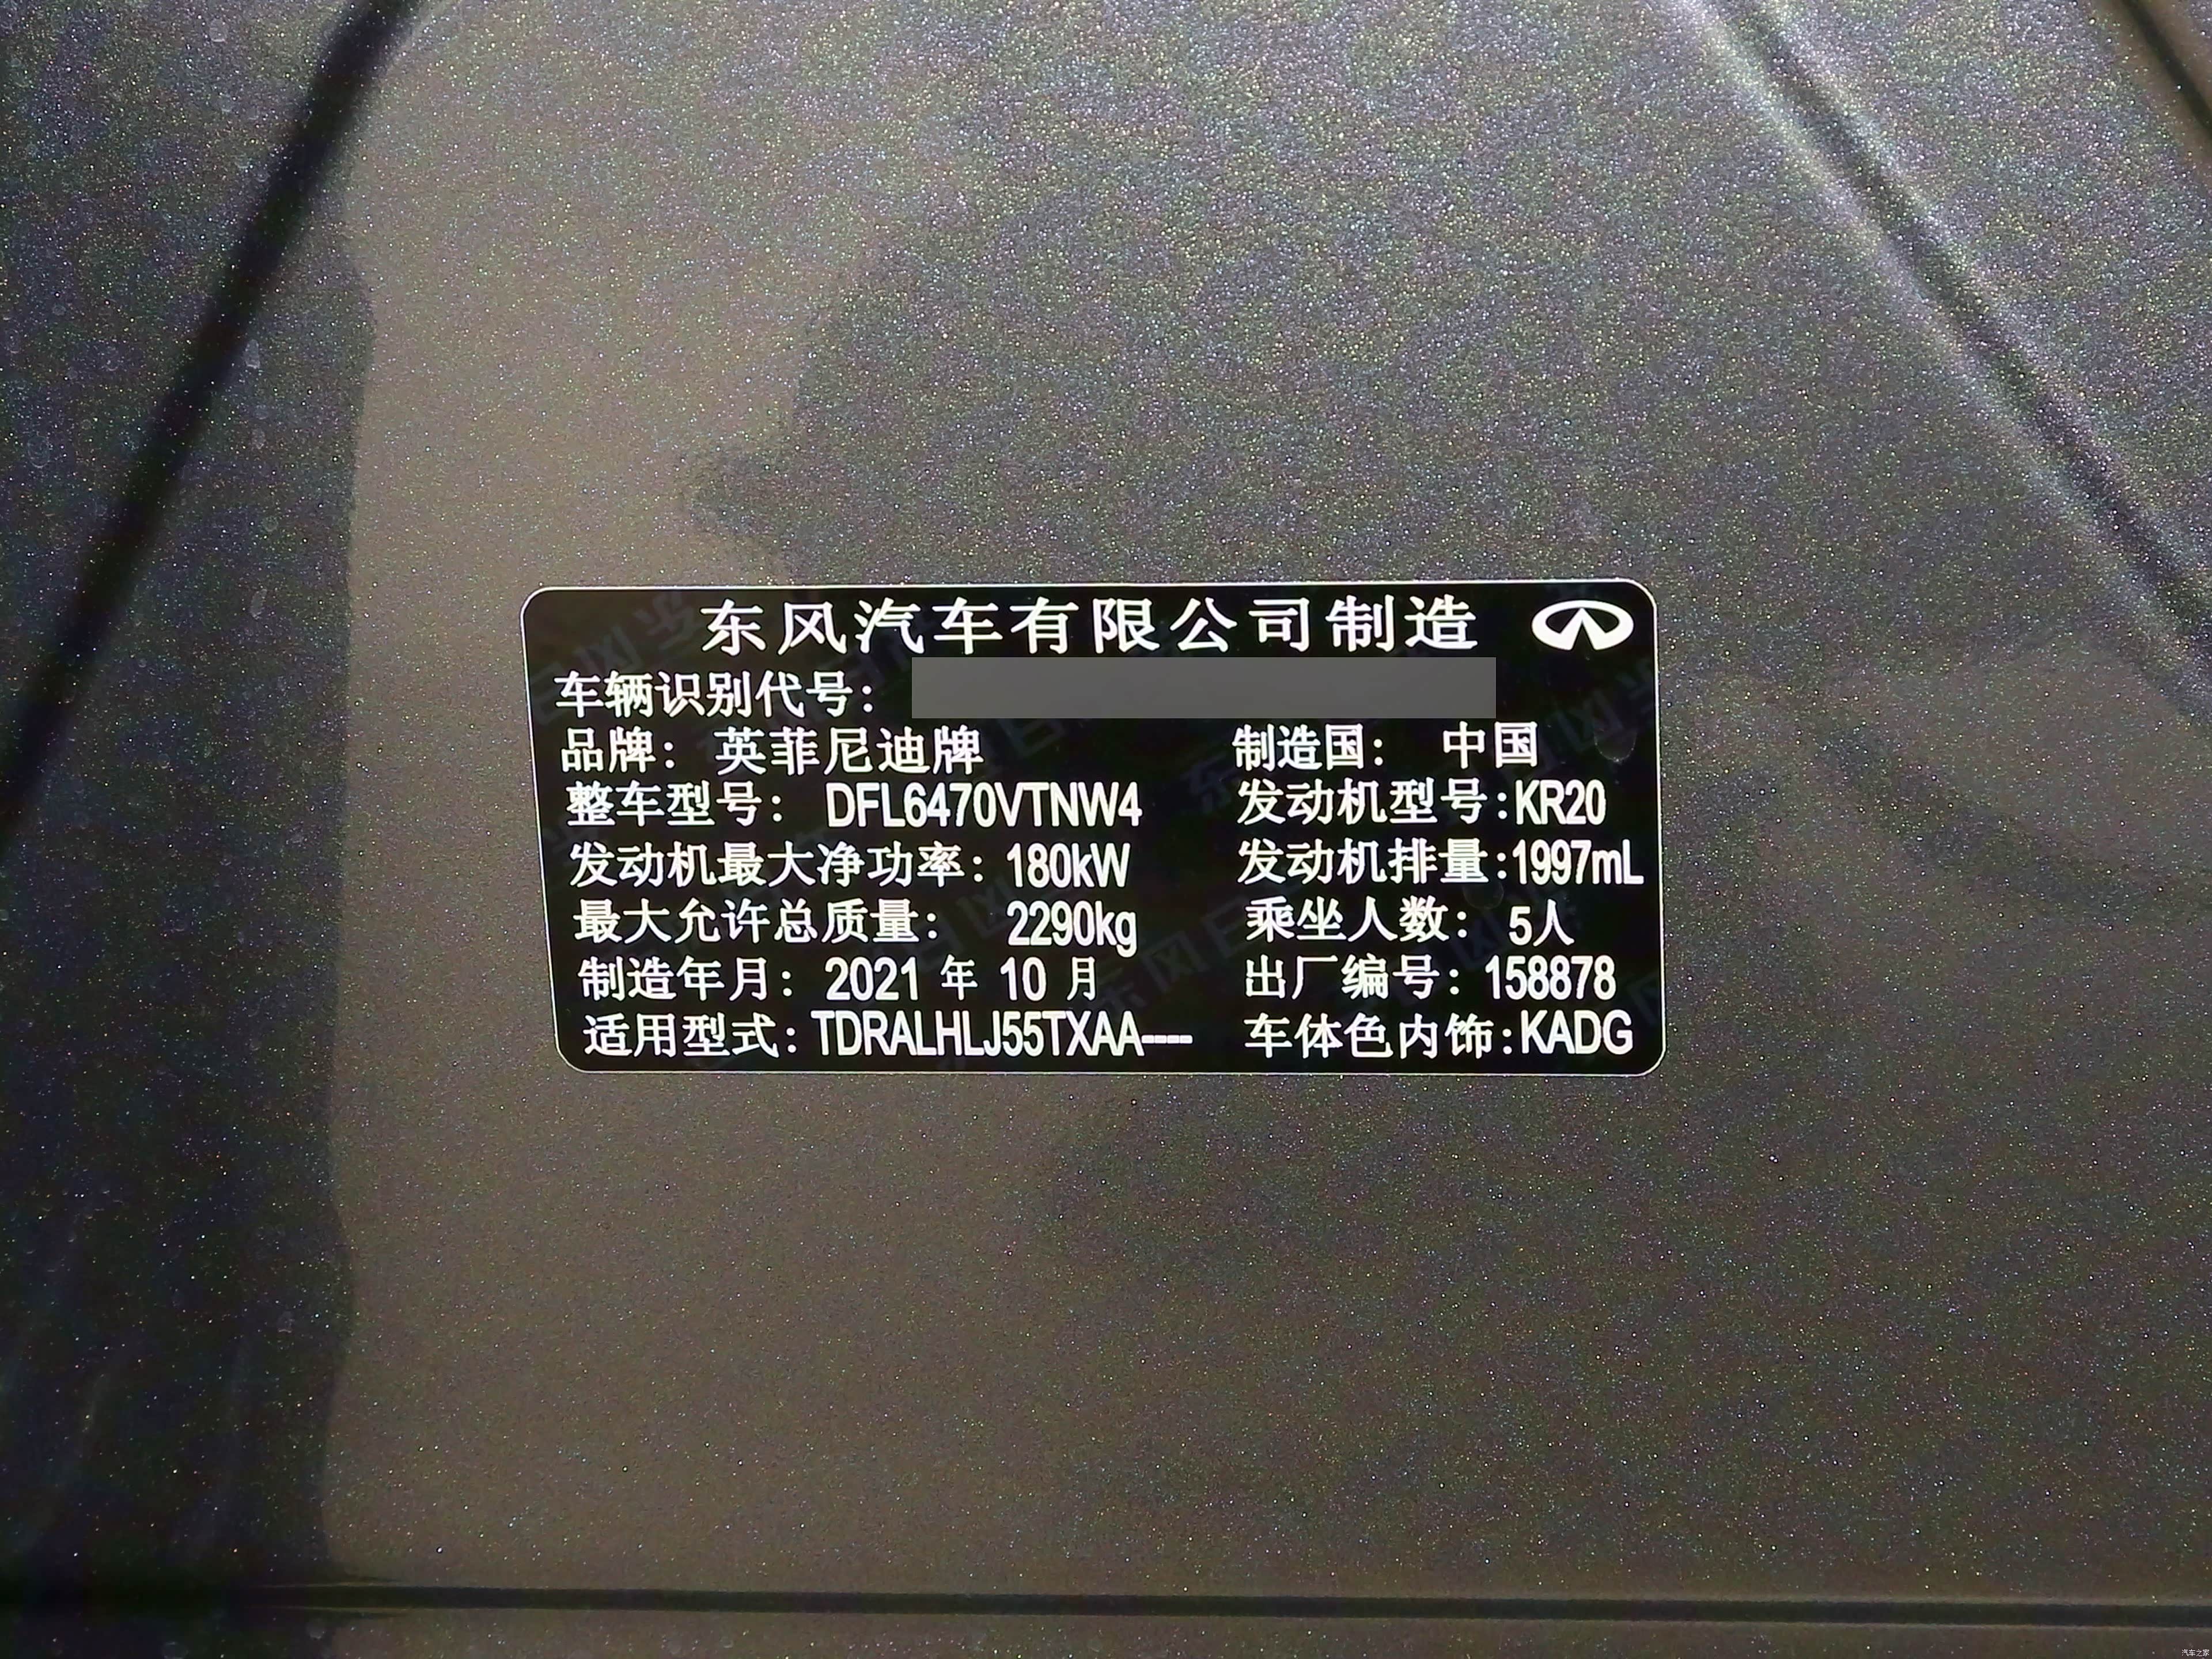 东风汽车有限公司制造
车辆识别代号：
品牌： 英菲尼迪牌 制造国： 中国
整车型号： DFL6470VTNW4 发动机型号：KR20
发动机最大净功率：180kW 发动机排量：1997mL
最大允许总质量： 2290kg 乘坐人数： 5人
制造年月： 2021 年 10 月 出厂编号：158878
适用型式：TDRALHLJ55TXAA---- 车体色内饰：KADG
汽车之家